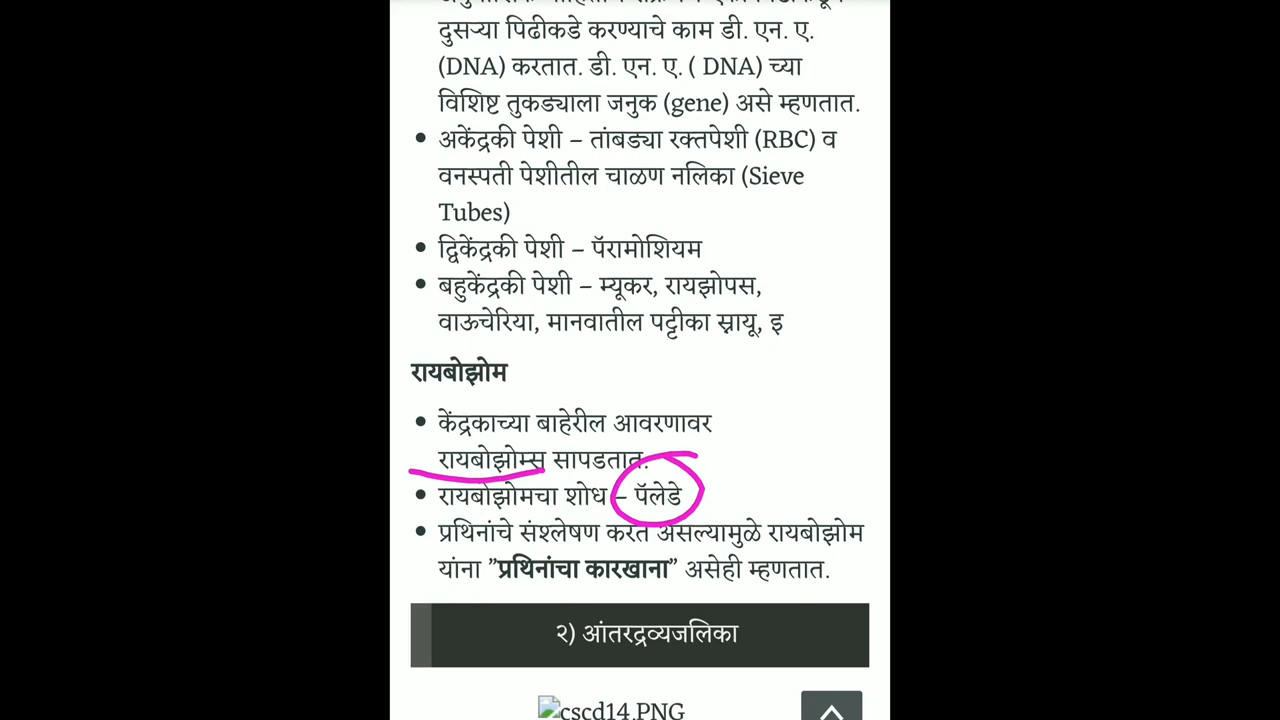 दुसऱ्या पिढीकडे करण्याचे काम डी. एन. ए.
(DNA) करतात. डी. एन. ए. ( DNA) च्या
विशिष्ट तुकड्याला जनुक (gene) असे म्हणतात.
• अकेंद्रकी पेशी – तांबड्या रक्तपेशी (RBC) व
वनस्पती पेशीतील चाळण नलिका (Sieve
Tubes)
• द्विकेंद्रकी पेशी – पॅरामोशियम
• बहुकेंद्रकी पेशी – म्यूकर, रायझोपस,
वाऊचेरिया, मानवातील पट्टीका स्नायू, इ
रायबोझोम
• केंद्रकाच्या बाहेरील आवरणावर
रायबोझोम्स सापडतात.
• रायबोझोमचा शोध – पॅलेडे
• प्रथिनांचे संश्लेषण करत असल्यामुळे रायबोझोम
यांना ”प्रथिनांचा कारखाना” असेही म्हणतात.
२) आंतरद्रव्यजलिका
cscd14.PNG